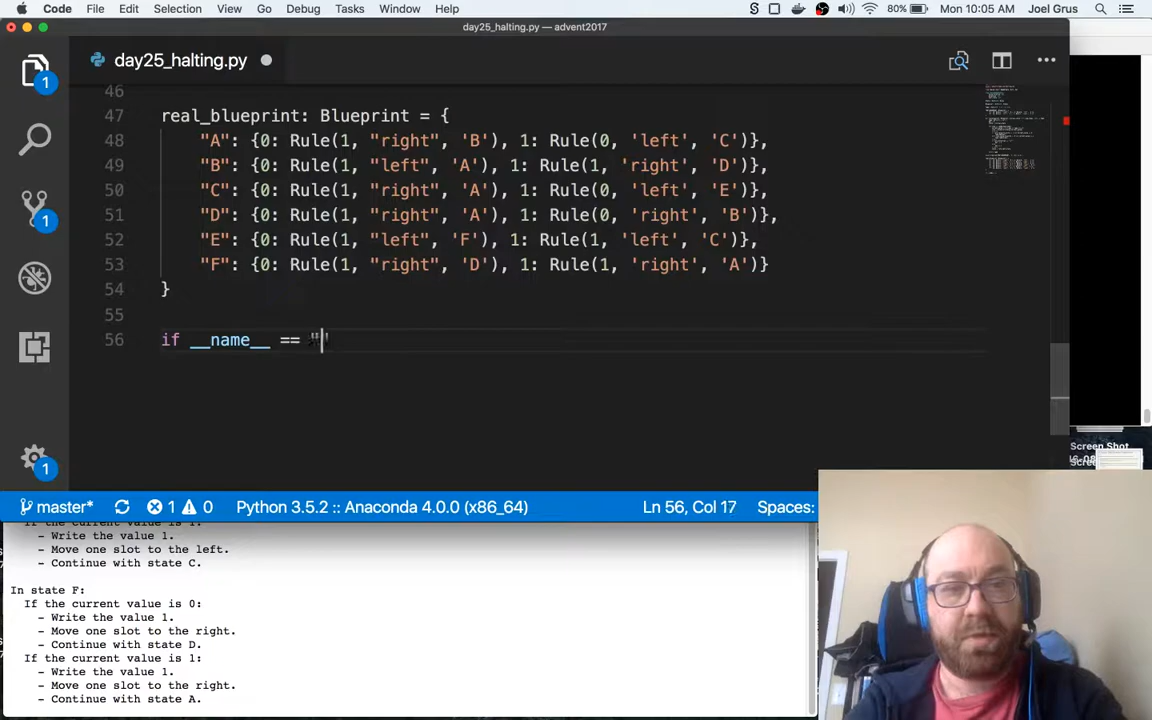 Code File Edit Selection View Go Debug Tasks Window Help 80% Mon 10:05 AM Joel Grus
day25_halting.py — advent2017
day25_halting.py
1
1
1
46
47 real_blueprint: Blueprint = {
48 "A": {0: Rule(1, "right", 'B'), 1: Rule(0, 'left', 'C')},
49 "B": {0: Rule(1, "left", 'A'), 1: Rule(1, 'right', 'D')},
50 "C": {0: Rule(1, "right", 'A'), 1: Rule(0, 'left', 'E')},
51 "D": {0: Rule(1, "right", 'A'), 1: Rule(0, 'right', 'B')},
52 "E": {0: Rule(1, "left", 'F'), 1: Rule(1, 'left', 'C')},
53 "F": {0: Rule(1, "right", 'D'), 1: Rule(1, 'right', 'A')}
54 }
55
56 if __name__ == ""
Screen Shot
master* 1 0 Python 3.5.2 :: Anaconda 4.0.0 (x86_64) Ln 56, Col 17 Spaces:
If the current value is 1:
- Write the value 1.
- Move one slot to the left.
- Continue with state C.
In state F:
If the current value is 0:
- Write the value 1.
- Move one slot to the right.
- Continue with state D.
If the current value is 1:
- Write the value 1.
- Move one slot to the right.
- Continue with state A.